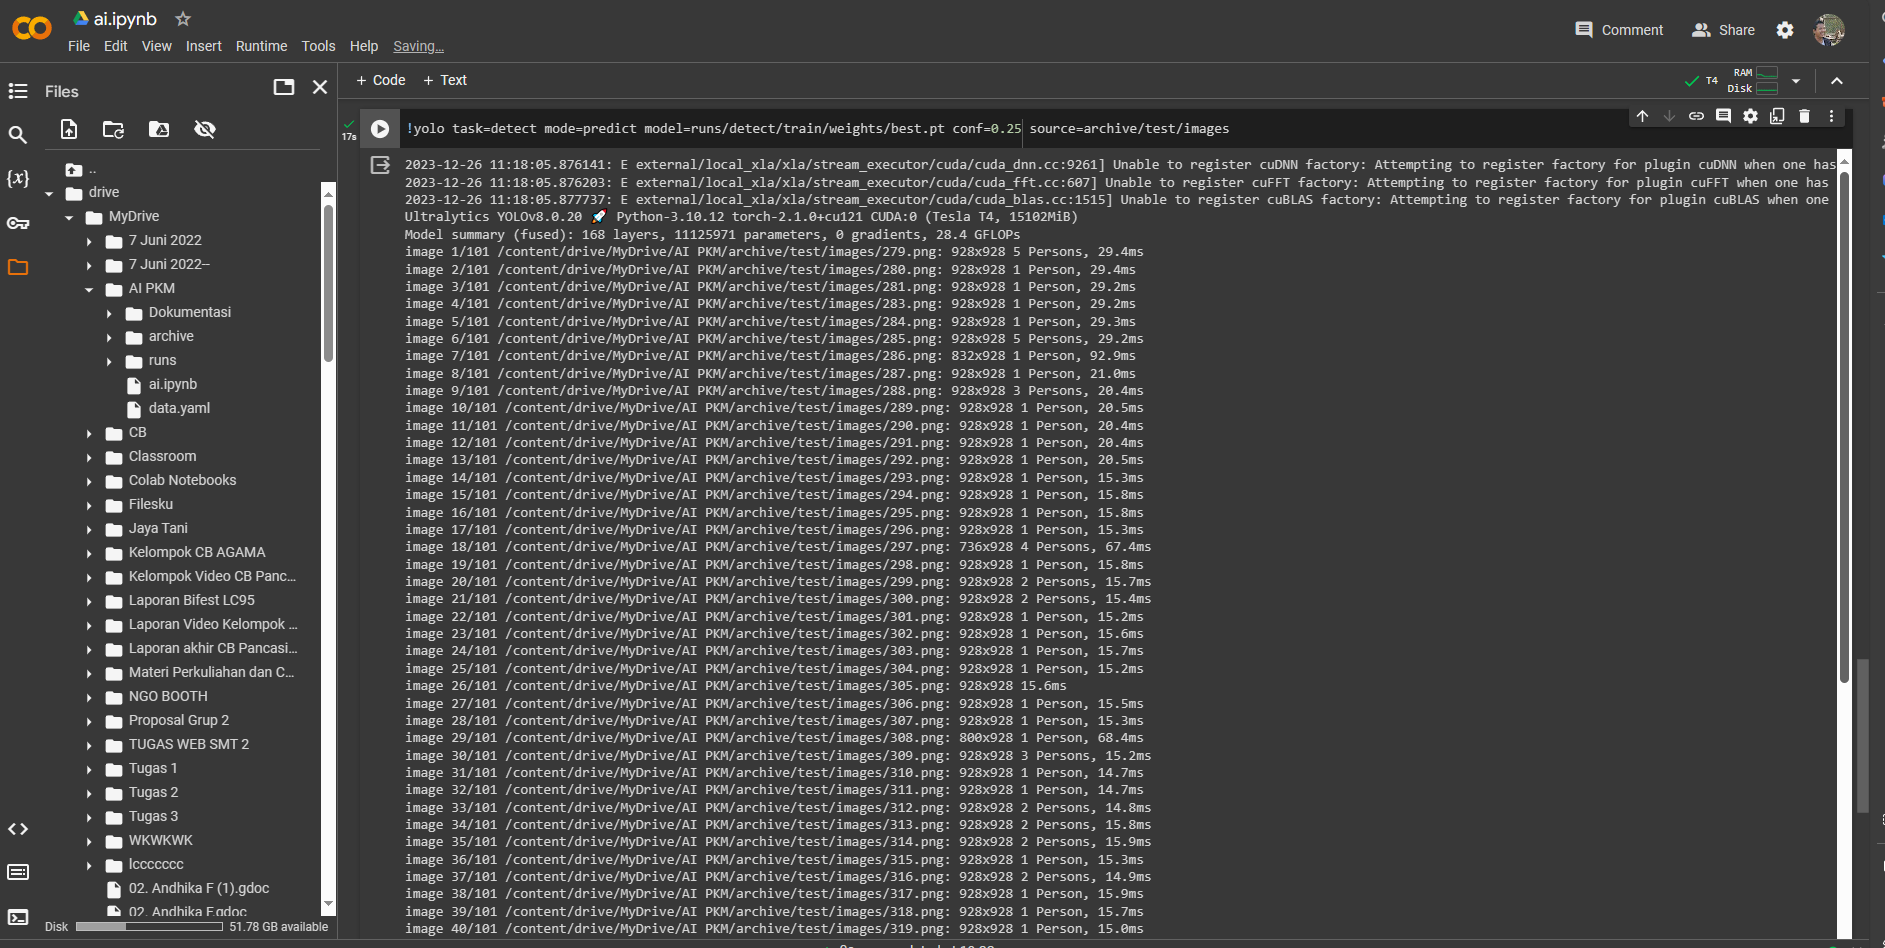 ai.ipynb
File Edit View Insert Runtime Tools Help Saving…
Comment Share
Files
+ Code + Text
T4 RAM
Disk
17s
!yolo task=detect mode=predict model=runs/detect/train/weights/best.pt conf=0.25 source=archive/test/images
..
drive
MyDrive
7 Juni 2022
7 Juni 2022--
AI PKM
Dokumentasi
archive
runs
ai.ipynb
data.yaml
CB
Classroom
Colab Notebooks
Filesku
Jaya Tani
Kelompok CB AGAMA
Kelompok Video CB Panc…
Laporan Bifest LC95
Laporan Video Kelompok …
Laporan akhir CB Pancasi…
Materi Perkuliahan dan C…
NGO BOOTH
Proposal Grup 2
TUGAS WEB SMT 2
Tugas 1
Tugas 2
Tugas 3
WKWKWK
lccccccc
02. Andhika F (1).gdoc
02. Andhika F.gdoc
Disk 51.78 GB available
2023-12-26 11:18:05.876141: E external/local_xla/xla/stream_executor/cuda/cuda_dnn.cc:9261] Unable to register cuDNN factory: Attempting to register factory for plugin cuDNN when one has
2023-12-26 11:18:05.876203: E external/local_xla/xla/stream_executor/cuda/cuda_fft.cc:607] Unable to register cuFFT factory: Attempting to register factory for plugin cuFFT when one has
2023-12-26 11:18:05.877737: E external/local_xla/xla/stream_executor/cuda/cuda_blas.cc:1515] Unable to register cuBLAS factory: Attempting to register factory for plugin cuBLAS when one
Ultralytics YOLOv8.0.20 🚀 Python-3.10.12 torch-2.1.0+cu121 CUDA:0 (Tesla T4, 15102MiB)
Model summary (fused): 168 layers, 11125971 parameters, 0 gradients, 28.4 GFLOPs
image 1/101 /content/drive/MyDrive/AI PKM/archive/test/images/279.png: 928x928 5 Persons, 29.4ms
image 2/101 /content/drive/MyDrive/AI PKM/archive/test/images/280.png: 928x928 1 Person, 29.4ms
image 3/101 /content/drive/MyDrive/AI PKM/archive/test/images/281.png: 928x928 1 Person, 29.2ms
image 4/101 /content/drive/MyDrive/AI PKM/archive/test/images/283.png: 928x928 1 Person, 29.2ms
image 5/101 /content/drive/MyDrive/AI PKM/archive/test/images/284.png: 928x928 1 Person, 29.3ms
image 6/101 /content/drive/MyDrive/AI PKM/archive/test/images/285.png: 928x928 5 Persons, 29.2ms
image 7/101 /content/drive/MyDrive/AI PKM/archive/test/images/286.png: 832x928 1 Person, 92.9ms
image 8/101 /content/drive/MyDrive/AI PKM/archive/test/images/287.png: 928x928 1 Person, 21.0ms
image 9/101 /content/drive/MyDrive/AI PKM/archive/test/images/288.png: 928x928 3 Persons, 20.4ms
image 10/101 /content/drive/MyDrive/AI PKM/archive/test/images/289.png: 928x928 1 Person, 20.5ms
image 11/101 /content/drive/MyDrive/AI PKM/archive/test/images/290.png: 928x928 1 Person, 20.4ms
image 12/101 /content/drive/MyDrive/AI PKM/archive/test/images/291.png: 928x928 1 Person, 20.4ms
image 13/101 /content/drive/MyDrive/AI PKM/archive/test/images/292.png: 928x928 1 Person, 20.5ms
image 14/101 /content/drive/MyDrive/AI PKM/archive/test/images/293.png: 928x928 1 Person, 15.3ms
image 15/101 /content/drive/MyDrive/AI PKM/archive/test/images/294.png: 928x928 1 Person, 15.8ms
image 16/101 /content/drive/MyDrive/AI PKM/archive/test/images/295.png: 928x928 1 Person, 15.8ms
image 17/101 /content/drive/MyDrive/AI PKM/archive/test/images/296.png: 928x928 1 Person, 15.3ms
image 18/101 /content/drive/MyDrive/AI PKM/archive/test/images/297.png: 736x928 4 Persons, 67.4ms
image 19/101 /content/drive/MyDrive/AI PKM/archive/test/images/298.png: 928x928 1 Person, 15.8ms
image 20/101 /content/drive/MyDrive/AI PKM/archive/test/images/299.png: 928x928 2 Persons, 15.7ms
image 21/101 /content/drive/MyDrive/AI PKM/archive/test/images/300.png: 928x928 2 Persons, 15.4ms
image 22/101 /content/drive/MyDrive/AI PKM/archive/test/images/301.png: 928x928 1 Person, 15.2ms
image 23/101 /content/drive/MyDrive/AI PKM/archive/test/images/302.png: 928x928 1 Person, 15.6ms
image 24/101 /content/drive/MyDrive/AI PKM/archive/test/images/303.png: 928x928 1 Person, 15.7ms
image 25/101 /content/drive/MyDrive/AI PKM/archive/test/images/304.png: 928x928 1 Person, 15.2ms
image 26/101 /content/drive/MyDrive/AI PKM/archive/test/images/305.png: 928x928 15.6ms
image 27/101 /content/drive/MyDrive/AI PKM/archive/test/images/306.png: 928x928 1 Person, 15.5ms
image 28/101 /content/drive/MyDrive/AI PKM/archive/test/images/307.png: 928x928 1 Person, 15.3ms
image 29/101 /content/drive/MyDrive/AI PKM/archive/test/images/308.png: 800x928 1 Person, 68.4ms
image 30/101 /content/drive/MyDrive/AI PKM/archive/test/images/309.png: 928x928 3 Persons, 15.2ms
image 31/101 /content/drive/MyDrive/AI PKM/archive/test/images/310.png: 928x928 1 Person, 14.7ms
image 32/101 /content/drive/MyDrive/AI PKM/archive/test/images/311.png: 928x928 1 Person, 14.7ms
image 33/101 /content/drive/MyDrive/AI PKM/archive/test/images/312.png: 928x928 2 Persons, 14.8ms
image 34/101 /content/drive/MyDrive/AI PKM/archive/test/images/313.png: 928x928 2 Persons, 15.8ms
image 35/101 /content/drive/MyDrive/AI PKM/archive/test/images/314.png: 928x928 2 Persons, 15.9ms
image 36/101 /content/drive/MyDrive/AI PKM/archive/test/images/315.png: 928x928 1 Person, 15.3ms
image 37/101 /content/drive/MyDrive/AI PKM/archive/test/images/316.png: 928x928 2 Persons, 14.9ms
image 38/101 /content/drive/MyDrive/AI PKM/archive/test/images/317.png: 928x928 1 Person, 15.9ms
image 39/101 /content/drive/MyDrive/AI PKM/archive/test/images/318.png: 928x928 1 Person, 15.7ms
image 40/101 /content/drive/MyDrive/AI PKM/archive/test/images/319.png: 928x928 1 Person, 15.0ms